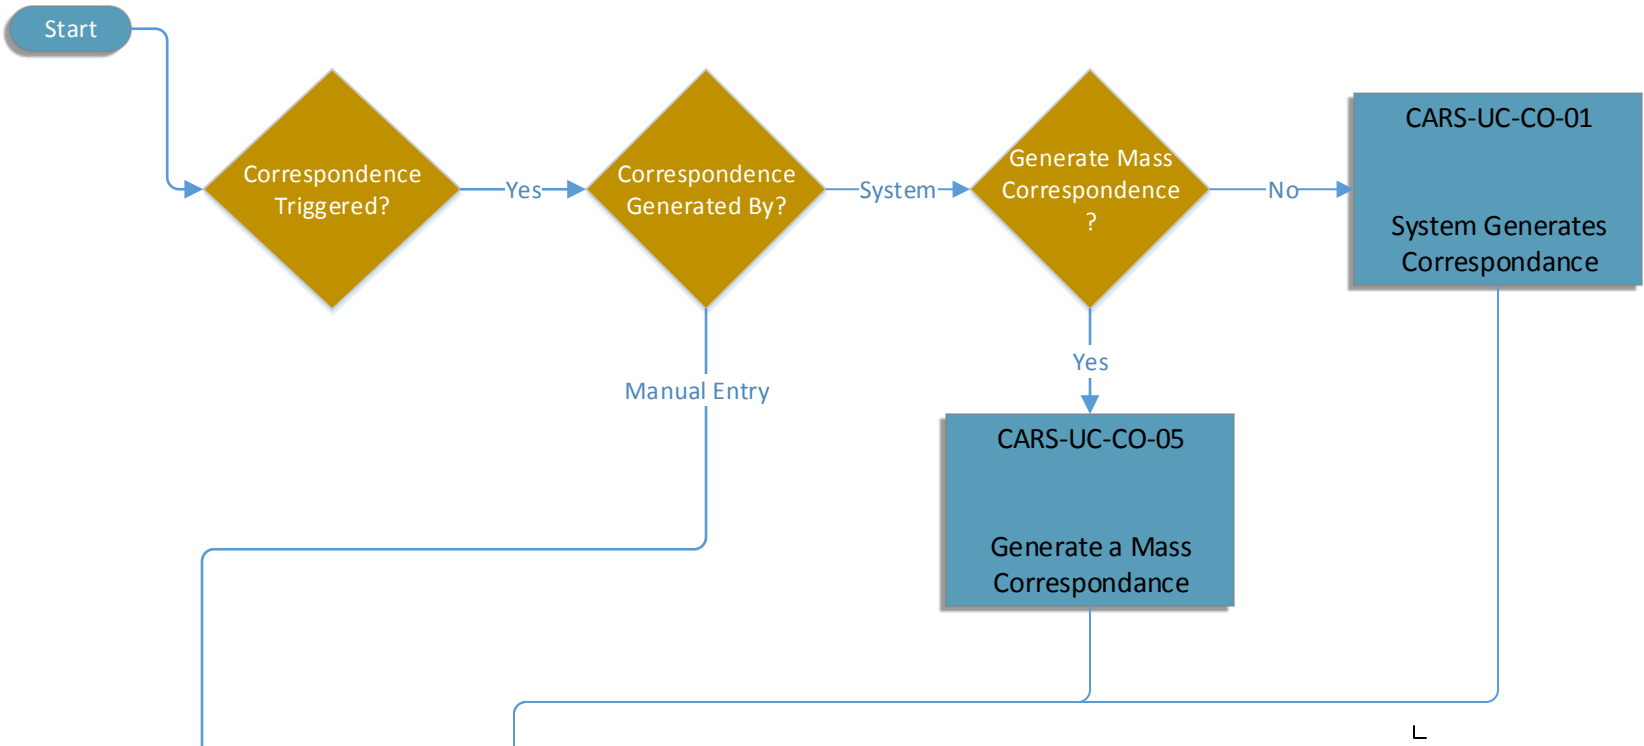 Start
Correspondence
Triggered?
Yes
Correspondence
Generated By?
System
Generate Mass
Correspondence
?
No
CARS-UC-CO-01
System Generates
Correspondance
Manual Entry
Yes
CARS-UC-CO-05
Generate a Mass
Correspondance